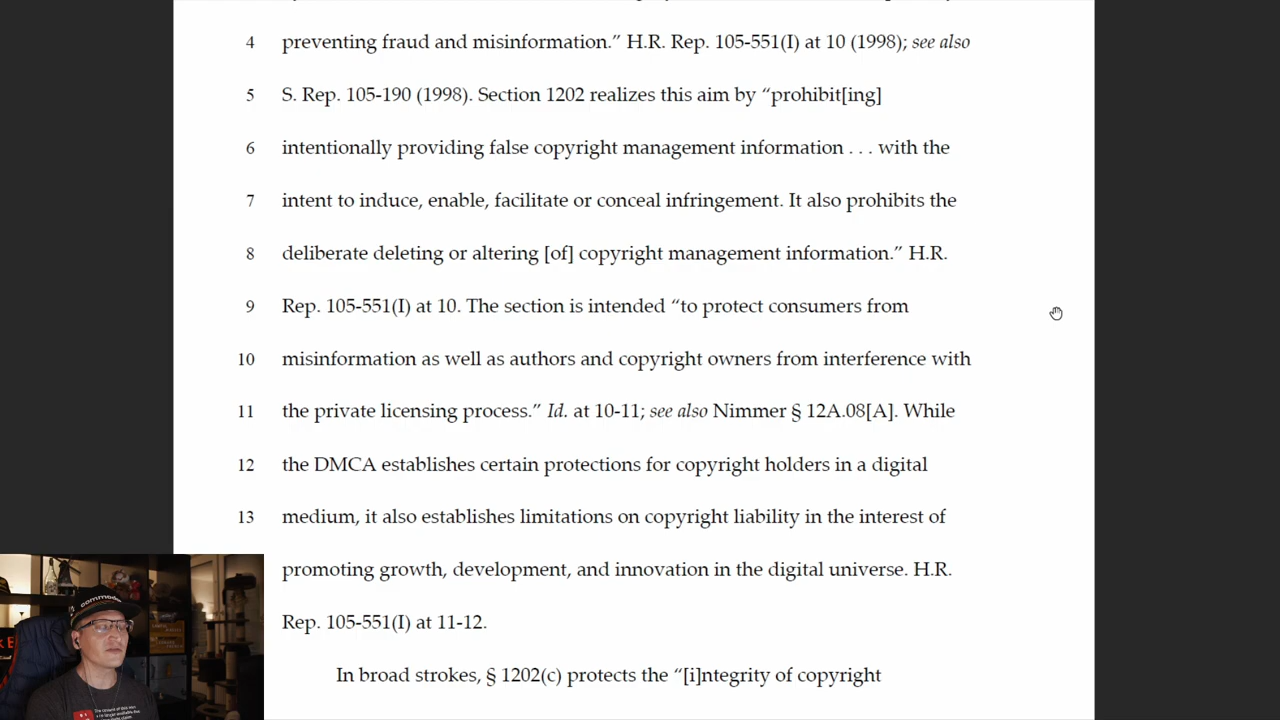 4 preventing fraud and misinformation.” H.R. Rep. 105-551(I) at 10 (1998); see also
5 S. Rep. 105-190 (1998). Section 1202 realizes this aim by “prohibit[ing]
6 intentionally providing false copyright management information . . . with the
7 intent to induce, enable, facilitate or conceal infringement. It also prohibits the
8 deliberate deleting or altering [of] copyright management information.” H.R.
9 Rep. 105-551(I) at 10. The section is intended “to protect consumers from
10 misinformation as well as authors and copyright owners from interference with
11 the private licensing process.” Id. at 10-11; see also Nimmer § 12A.08[A]. While
12 the DMCA establishes certain protections for copyright holders in a digital
13 medium, it also establishes limitations on copyright liability in the interest of
promoting growth, development, and innovation in the digital universe. H.R.
Rep. 105-551(I) at 11-12.
In broad strokes, § 1202(c) protects the “[i]ntegrity of copyright